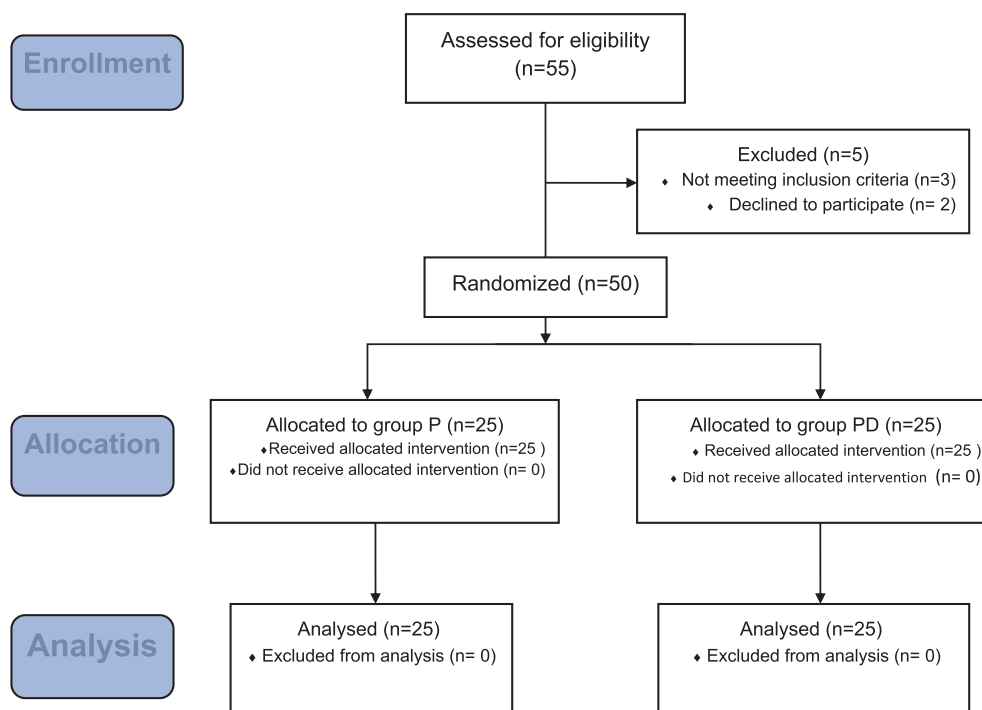 Enrollment
Assessed for eligibility
(n=55)
Excluded (n=5)
♦ Not meeting inclusion criteria (n=3)
♦ Declined to participate (n= 2)
Randomized (n=50)
Allocation
Allocated to group P (n=25)
♦Received allocated intervention (n=25 )
♦Did not receive allocated intervention (n= 0)
Allocated to group PD (n=25)
♦ Received allocated intervention (n=25 )
♦ Did not receive allocated intervention (n= 0)
Analysis
Analysed (n=25)
♦ Excluded from analysis (n= 0)
Analysed (n=25)
♦ Excluded from analysis (n= 0)